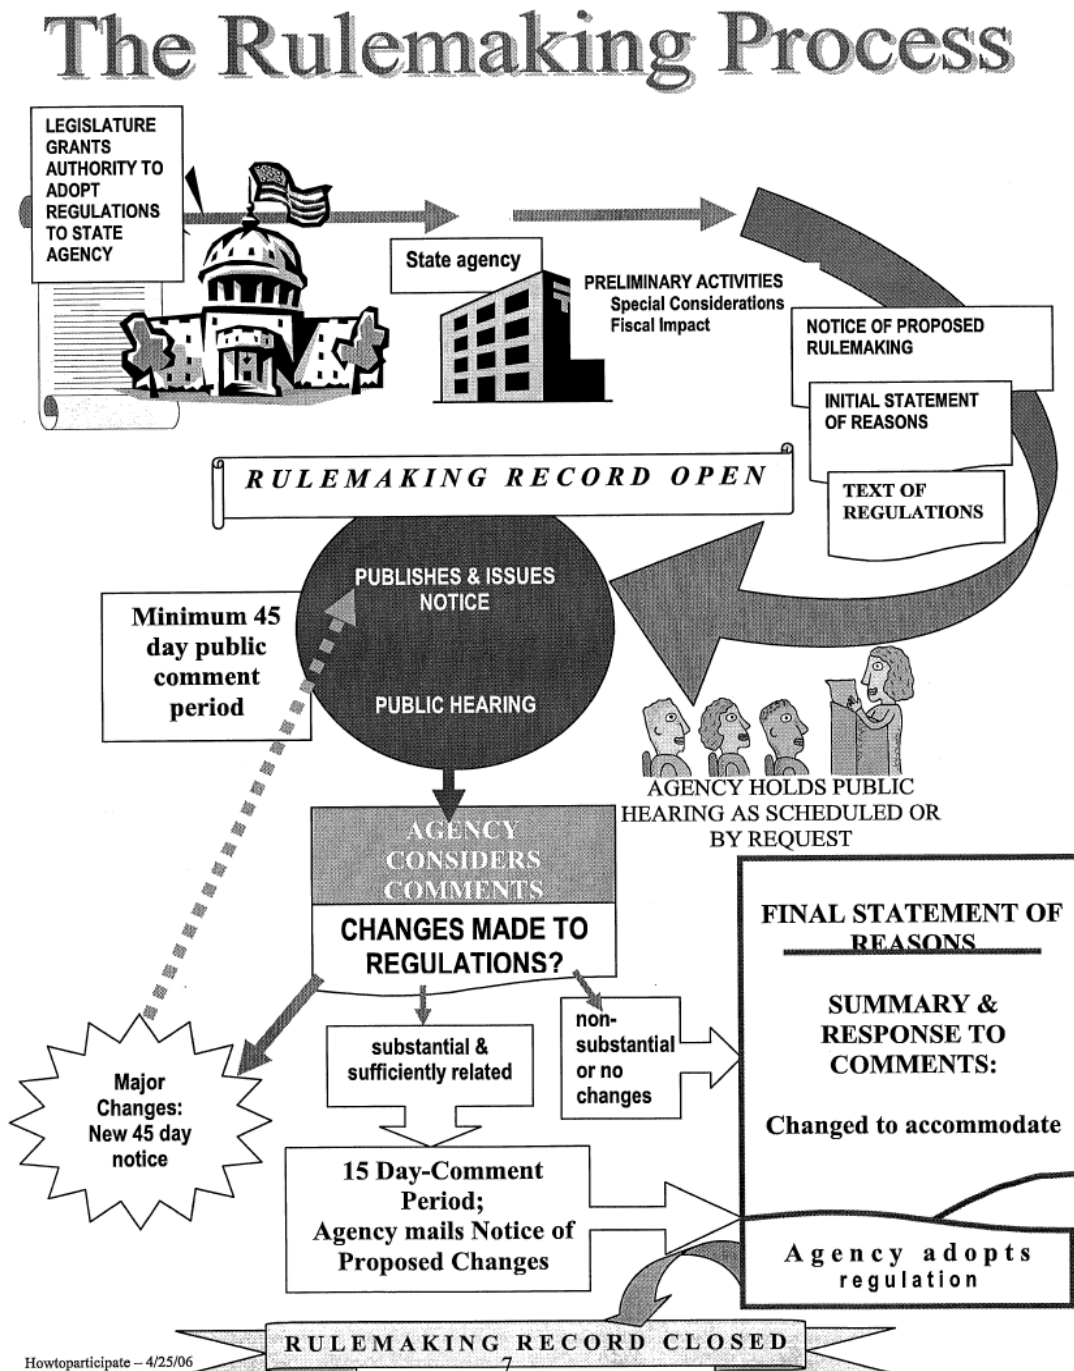 The Rulemaking Process
LEGISLATURE
GRANTS
AUTHORITY TO
ADOPT
REGULATIONS
TO STATE
AGENCY
State agency
PRELIMINARY ACTIVITIES
Special Considerations
Fiscal Impact
NOTICE OF PROPOSED
RULEMAKING
INITIAL STATEMENT
OF REASONS
TEXT OF
REGULATIONS
RULEMAKING RECORD OPEN
PUBLISHES & ISSUES
NOTICE
Minimum 45
day public
comment
period
PUBLIC HEARING
AGENCY HOLDS PUBLIC
HEARING AS SCHEDULED OR
BY REQUEST
AGENCY
CONSIDERS
COMMENTS
CHANGES MADE TO
REGULATIONS?
Major
Changes:
New 45 day
notice
substantial &
sufficiently related
non-
substantial
or no
changes
15 Day-Comment
Period;
Agency mails Notice of
Proposed Changes
FINAL STATEMENT OF
REASONS
SUMMARY &
RESPONSE TO
COMMENTS:
Changed to accommodate
Agency adopts
regulation
RULEMAKING RECORD CLOSED
Howtoparticipate – 4/25/06
7